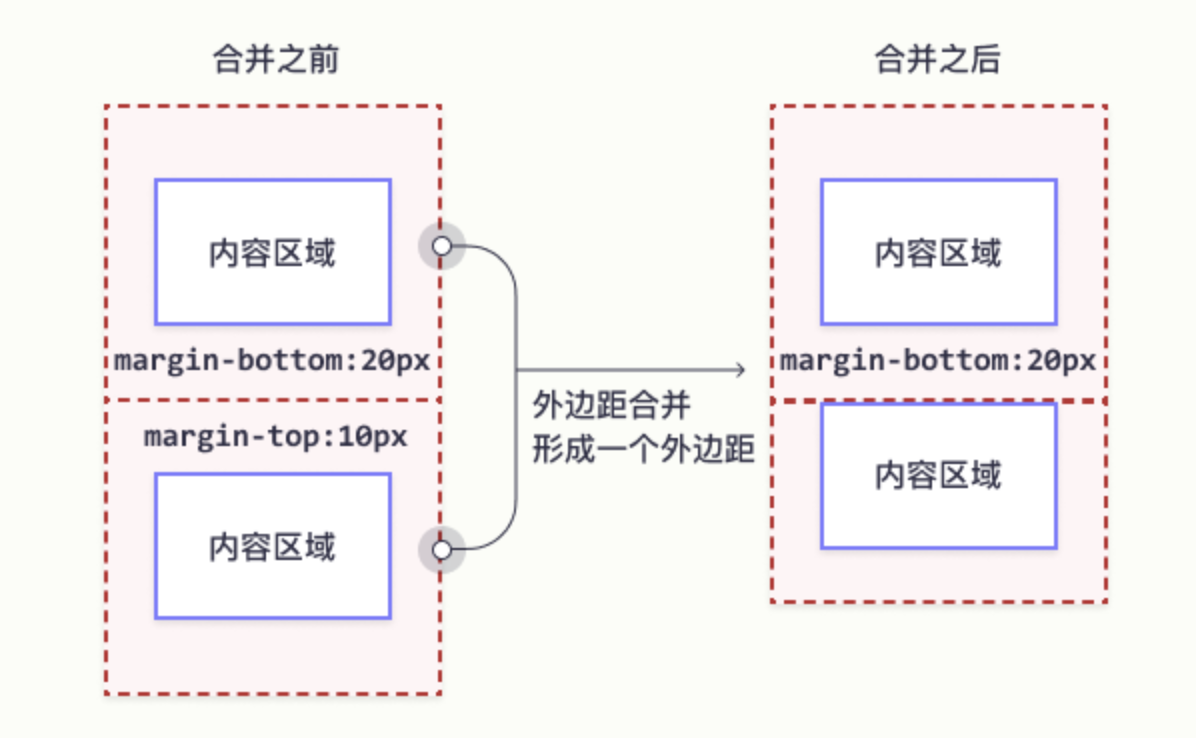 合并之前
合并之后
内容区域
margin-bottom:20px
margin-top:10px
内容区域
外边距合并
形成一个外边距
内容区域
margin-bottom:20px
内容区域